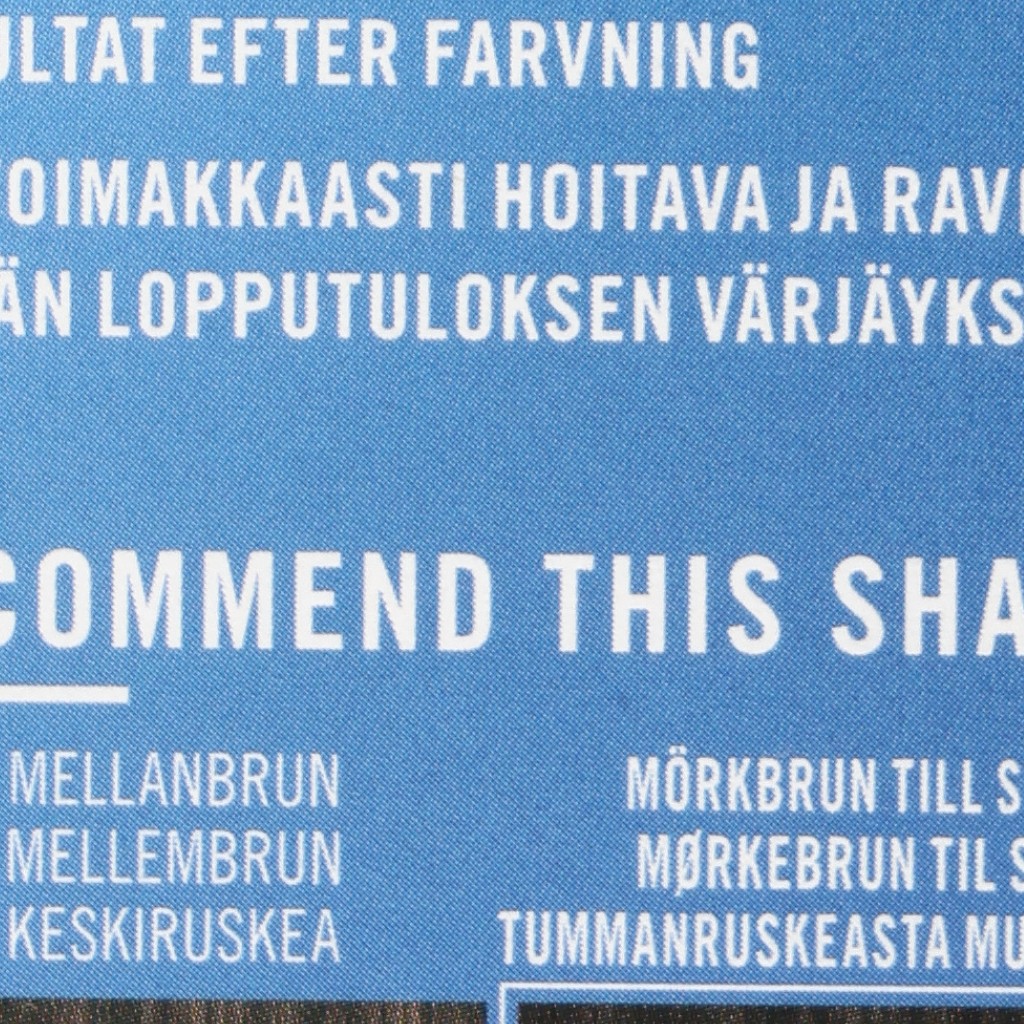 ULTAT EFTER FARVNING
OIMAKKAASTI HOITAVA JA RAV
ÄN LOPPUTULOKSEN VÄRJÄYKS
COMMEND THIS SHA
MELLANBRUN
MELLEMBRUN
KESKIRUSKEA
MÖRKBRUN TILL S
MØRKEBRUN TIL S
TUMMANRUSKEASTA MU